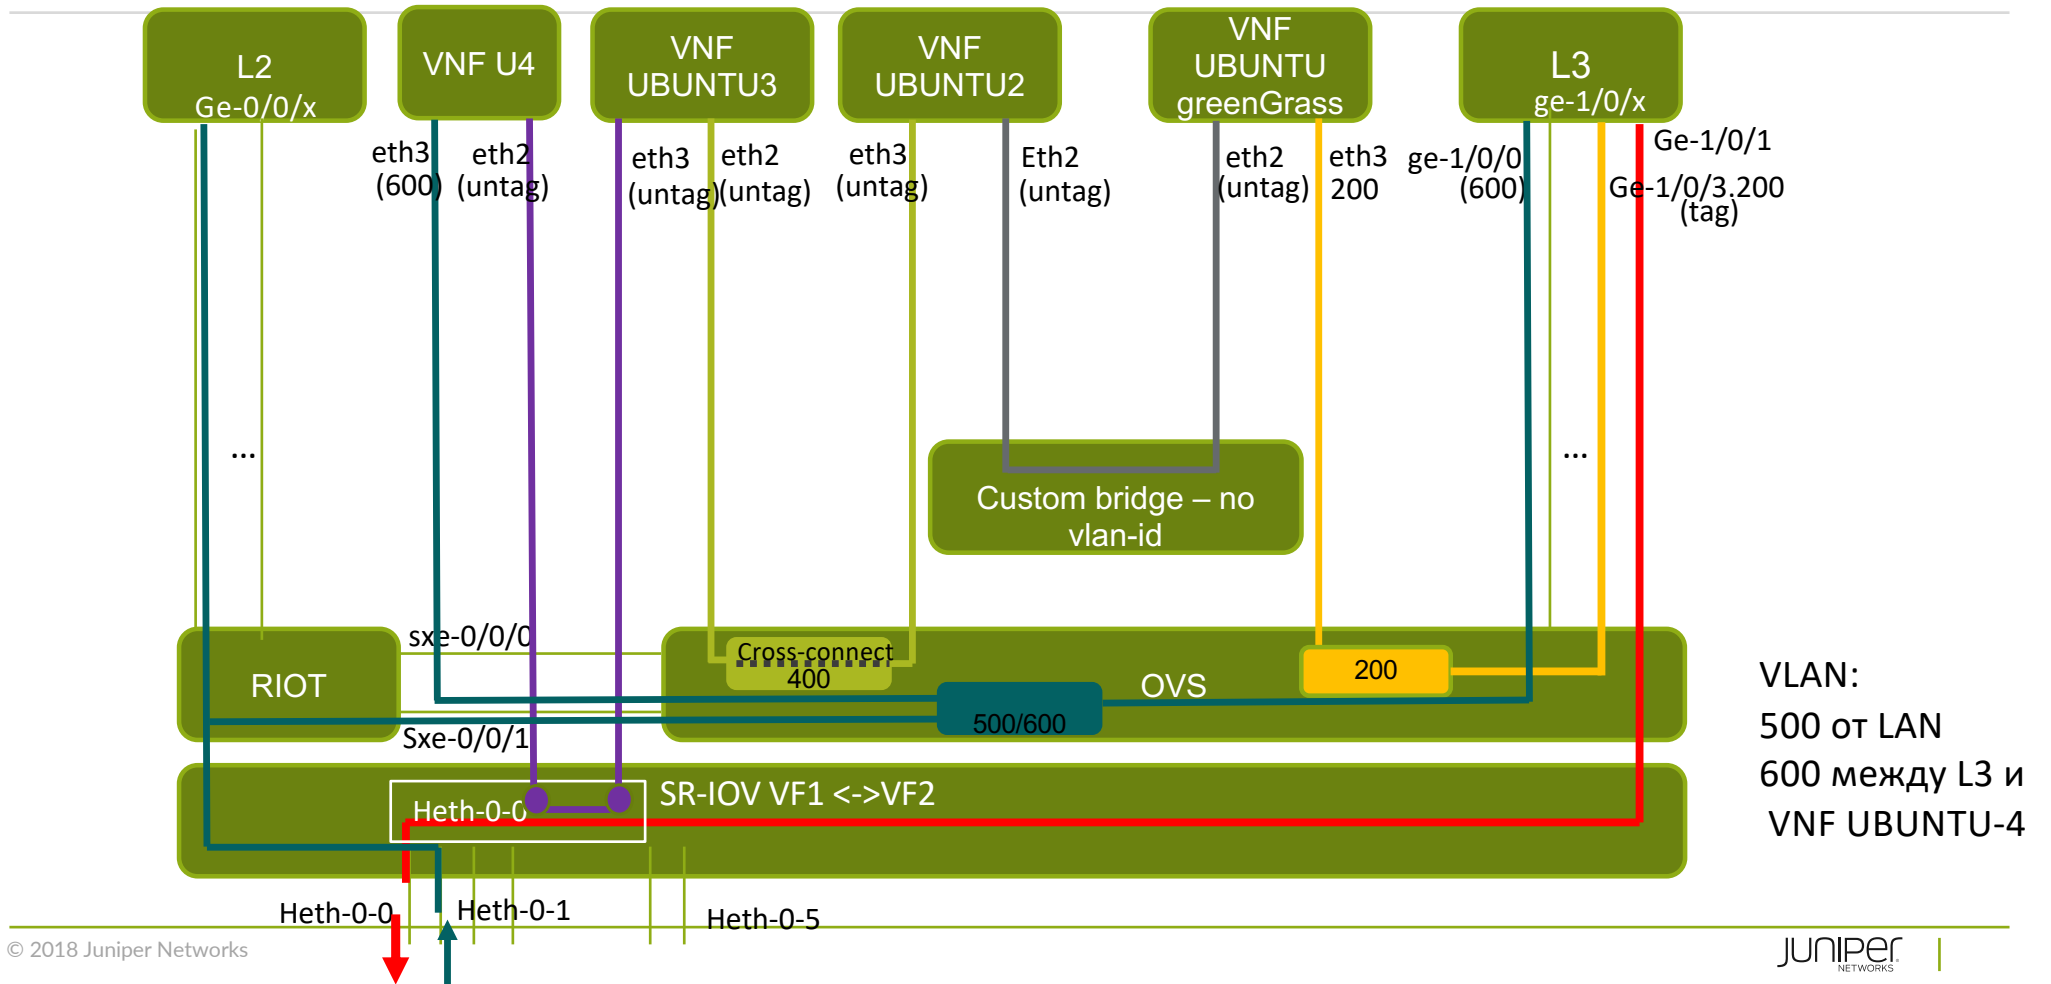 L2
Ge-0/0/x
VNF U4
VNF
UBUNTU3
VNF
UBUNTU2
VNF
UBUNTU
greenGrass
L3
ge-1/0/x
eth3
(600)
eth2
(untag)
eth3
(untag)
eth2
(untag)
eth3
(untag)
Eth2
(untag)
eth2
(untag)
eth3
200
ge-1/0/0
(600)
Ge-1/0/1
Ge-1/0/3.200
(tag)
...
...
Custom bridge – no
vlan-id
RIOT
sxe-0/0/0
Sxe-0/0/1
Cross-connect
400
500/600
OVS
200
VLAN:
500 от LAN
600 между L3 и
VNF UBUNTU-4
Heth-0-0
SR-IOV VF1 <->VF2
Heth-0-0
Heth-0-1
Heth-0-5
© 2018 Juniper Networks
JUNIPER
NETWORKS